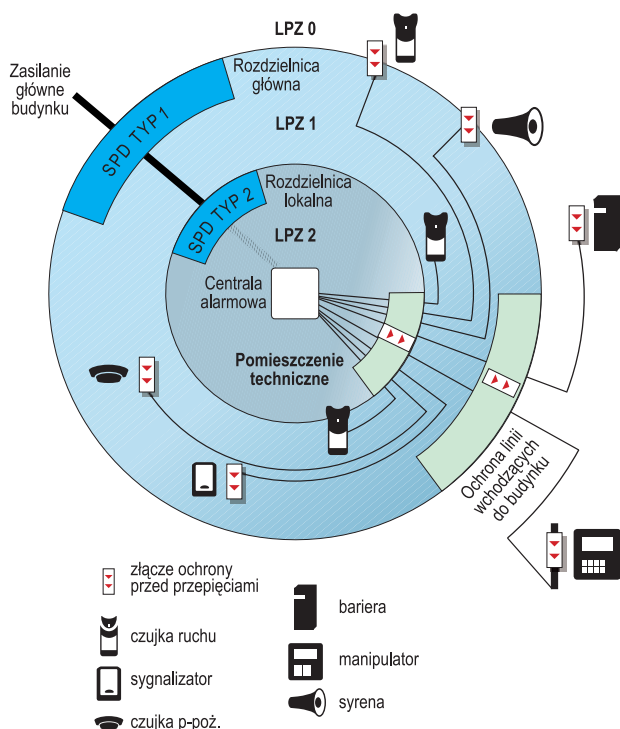 LPZ 0
Zasilanie
główne
budynku
Rozdzielnica
główna
SPD TYP1
LPZ 1
Rozdzielnica
lokalna
SPD TYP 2
LPZ 2
Centrala
alarmowa
Pomieszczenie
techniczne
Ochrona linii
wchodzących
do budynku
złącze ochrony
przed przepięciami
czujka ruchu
sygnalizator
czujka p-poż.
bariera
manipulator
syrena